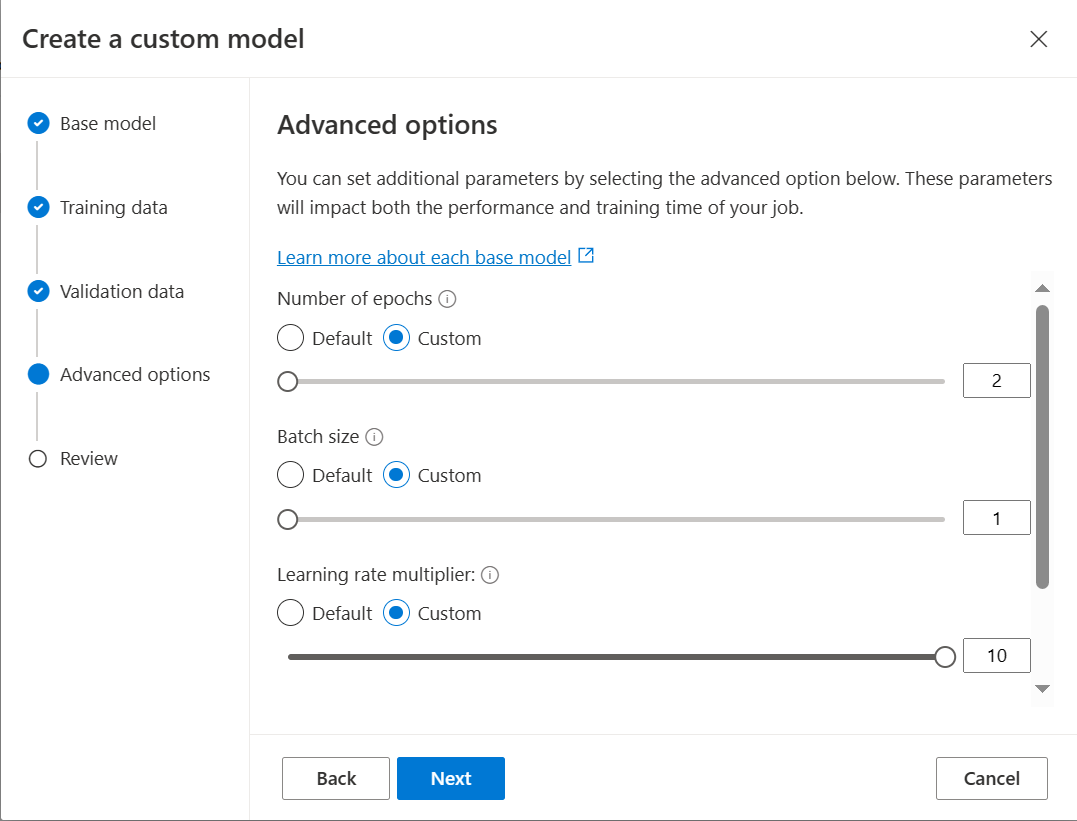 Create a custom model
Base model
Training data
Validation data
Advanced options
Review
Advanced options
You can set additional parameters by selecting the advanced option below. These parameters
will impact both the performance and training time of your job.
Learn more about each base model
Number of epochs
Default Custom
2
Batch size
Default Custom
1
Learning rate multiplier:
Default Custom
10
Back Next Cancel